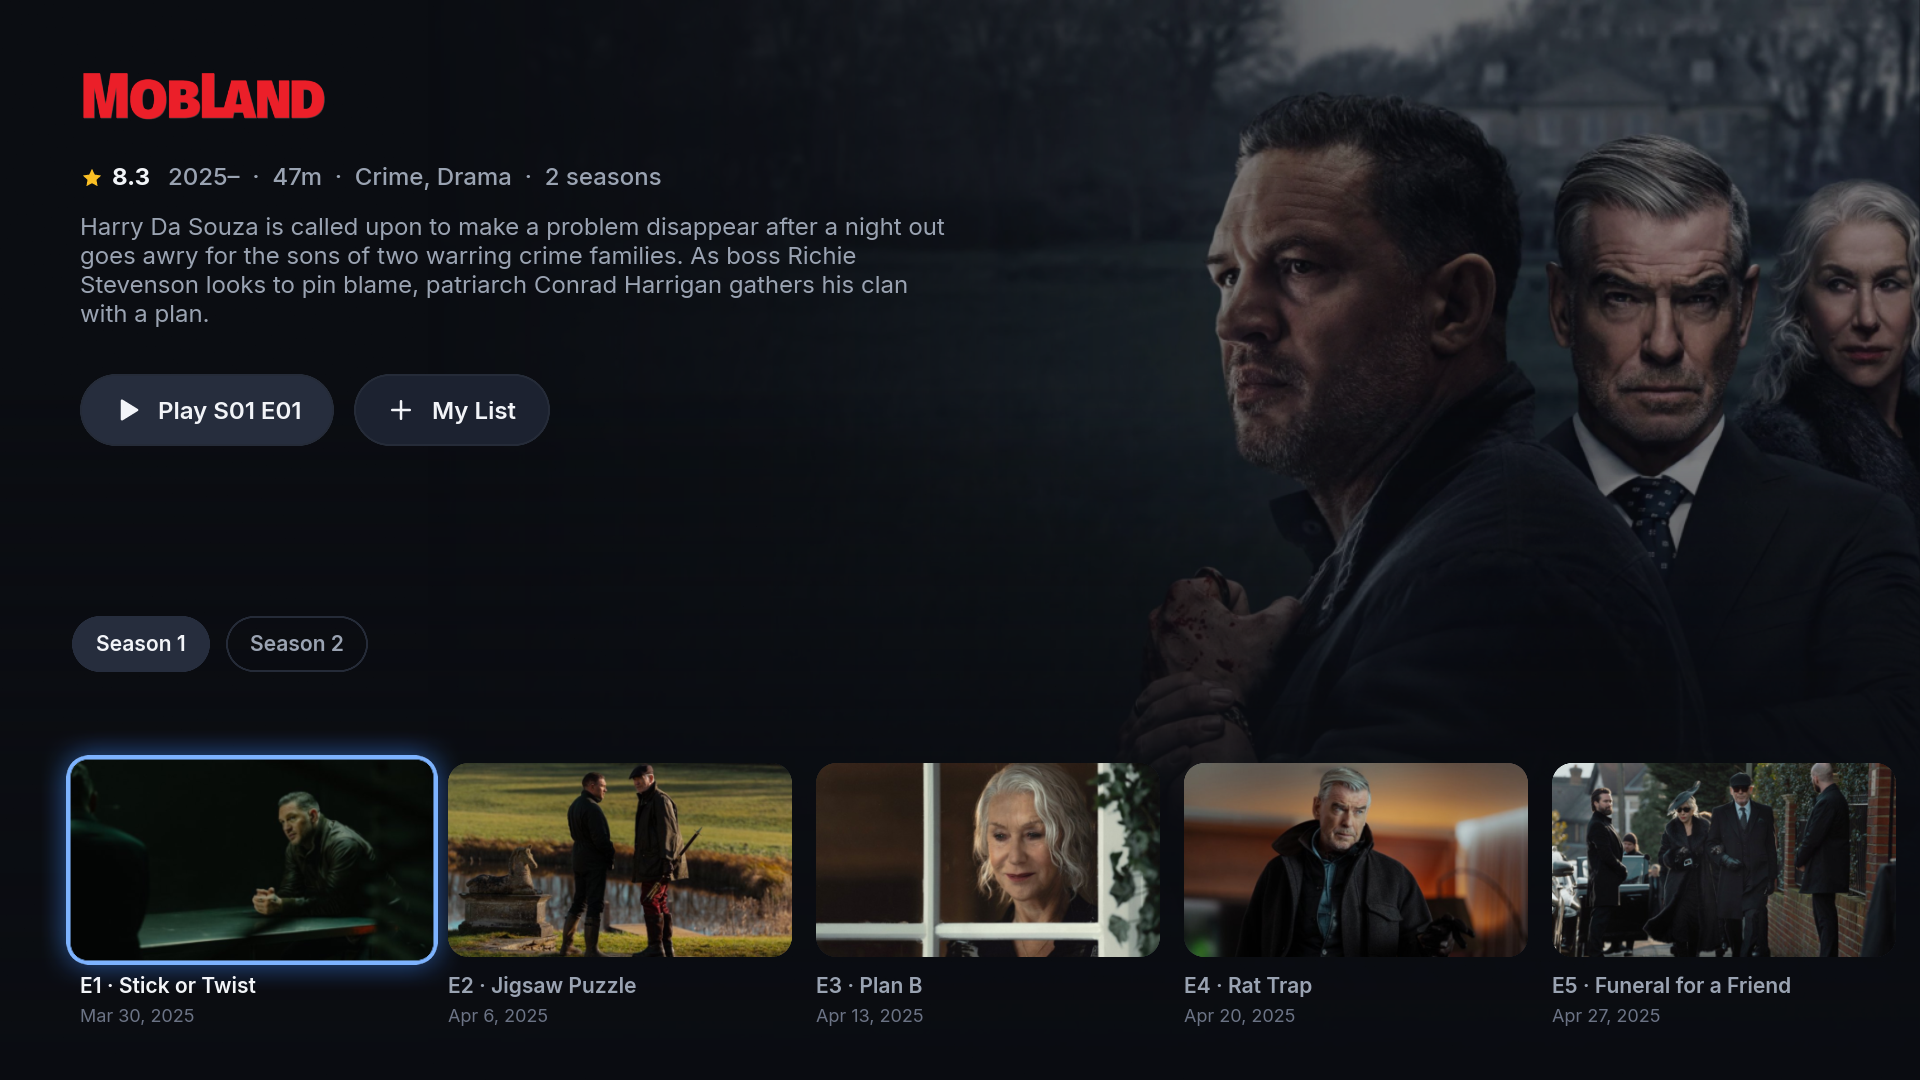 MOBLAND
8.3 2025– · 47m · Crime, Drama · 2 seasons
Harry Da Souza is called upon to make a problem disappear after a night out
goes awry for the sons of two warring crime families. As boss Richie
Stevenson looks to pin blame, patriarch Conrad Harrigan gathers his clan
with a plan.
Play S01 E01
My List
Season 1
Season 2
E1 · Stick or Twist
Mar 30, 2025
E2 · Jigsaw Puzzle
Apr 6, 2025
E3 · Plan B
Apr 13, 2025
E4 · Rat Trap
Apr 20, 2025
E5 · Funeral for a Friend
Apr 27, 2025